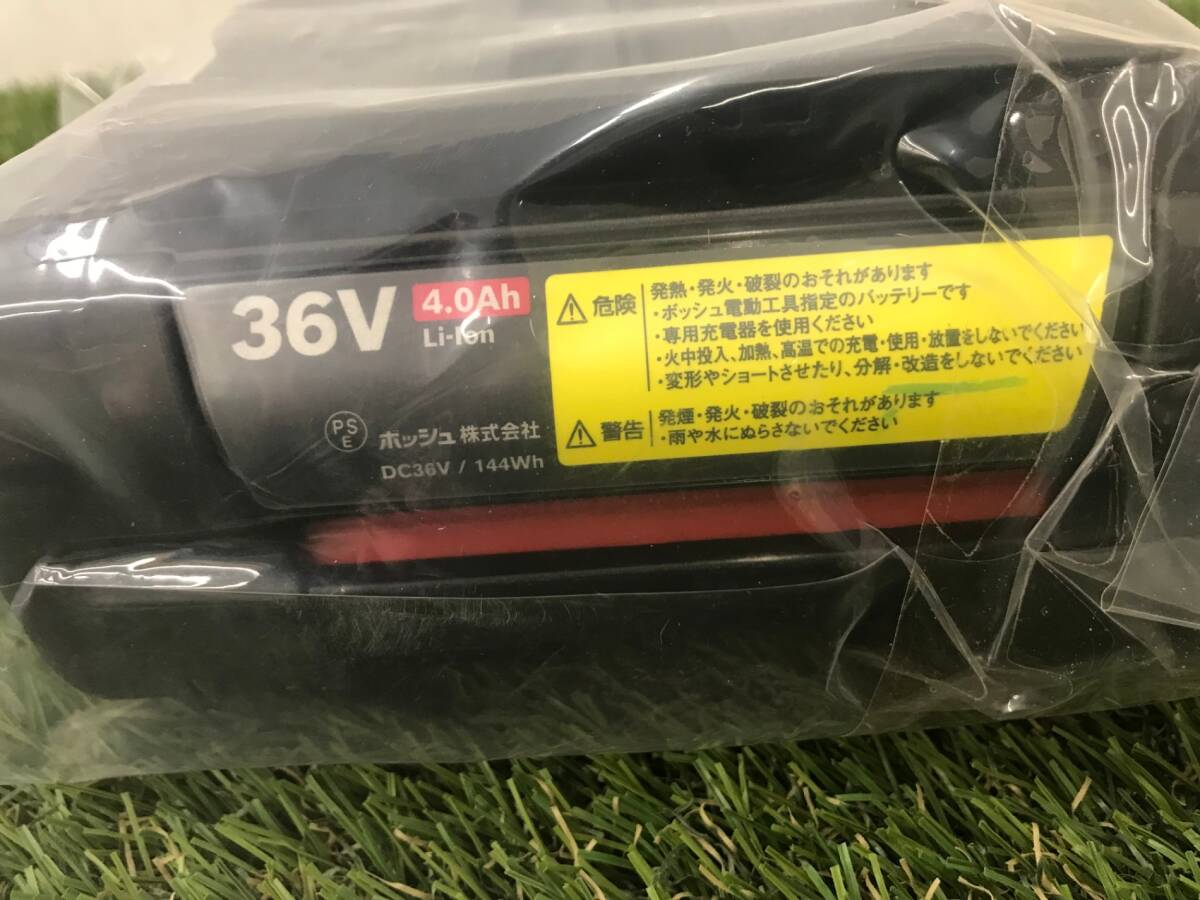 36V
4.0Ah
Li-Ion
PS
E
ボッシュ株式会社
DC36V / 144Wh
⚠危険
発熱・発火・破裂のおそれがあります
・ボッシュ電動工具指定のバッテリーです
・専用充電器を使用ください
・火中投入、加熱、高温での充電・使用・放置をしないでください
・変形やショートさせたり、分解・改造をしないでください
⚠警告
発煙・発火・破裂のおそれがあります
・雨や水にぬらさないでください